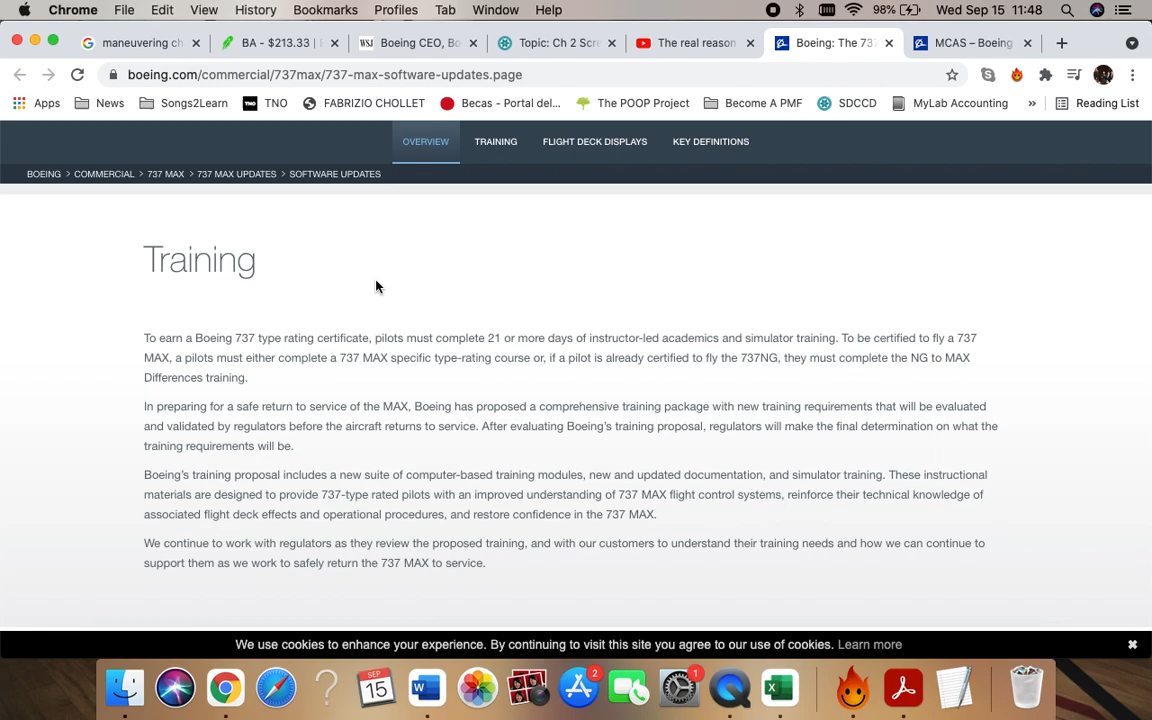 Chrome File Edit View History Bookmarks Profiles Tab Window Help 98% Wed Sep 15 11:48
maneuvering ch BA - $213.33 | WSJ Boeing CEO, Bo Topic: Ch 2 Scre The real reason Boeing: The 737 MCAS – Boeing
boeing.com/commercial/737max/737-max-software-updates.page
Apps News Songs2Learn TNO TNO FABRIZIO CHOLLET Becas - Portal del... The POOP Project Become A PMF SDCCD MyLab Accounting » Reading List
OVERVIEW TRAINING FLIGHT DECK DISPLAYS KEY DEFINITIONS
BOEING > COMMERCIAL > 737 MAX > 737 MAX UPDATES > SOFTWARE UPDATES
Training
To earn a Boeing 737 type rating certificate, pilots must complete 21 or more days of instructor-led academics and simulator training. To be certified to fly a 737
MAX, a pilots must either complete a 737 MAX specific type-rating course or, if a pilot is already certified to fly the 737NG, they must complete the NG to MAX
Differences training.
In preparing for a safe return to service of the MAX, Boeing has proposed a comprehensive training package with new training requirements that will be evaluated
and validated by regulators before the aircraft returns to service. After evaluating Boeing's training proposal, regulators will make the final determination on what the
training requirements will be.
Boeing's training proposal includes a new suite of computer-based training modules, new and updated documentation, and simulator training. These instructional
materials are designed to provide 737-type rated pilots with an improved understanding of 737 MAX flight control systems, reinforce their technical knowledge of
associated flight deck effects and operational procedures, and restore confidence in the 737 MAX.
We continue to work with regulators as they review the proposed training, and with our customers to understand their training needs and how we can continue to
support them as we work to safely return the 737 MAX to service.
We use cookies to enhance your experience. By continuing to visit this site you agree to our use of cookies. Learn more
SEP 15 W 2 1 X